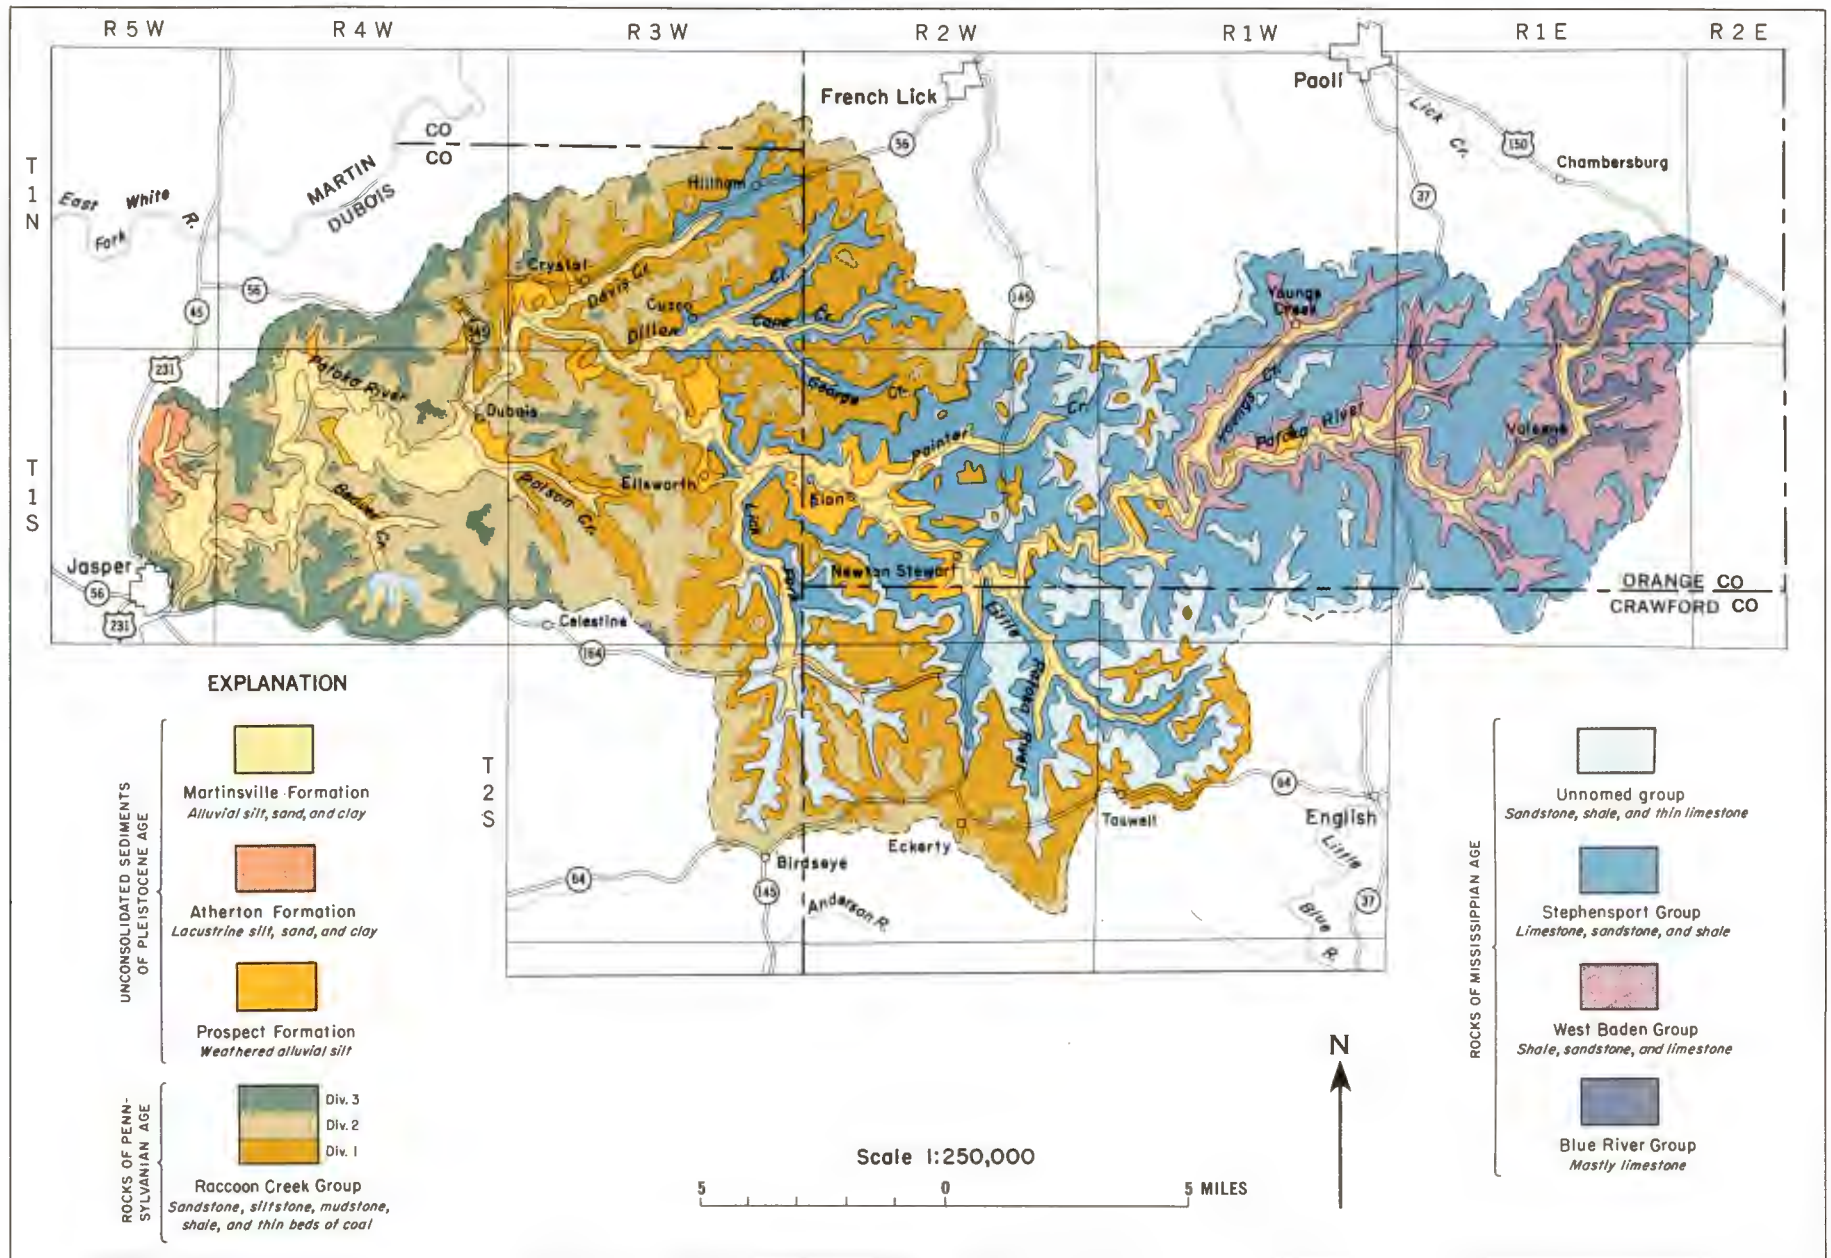 R 5 W
R 4 W
R 3 W
R 2 W
R 1 W
R 1 E
R 2 E
T
1
N
T
1
S
T
2
S
French Lick
Paoli
Lick Cr.
150
Chambersburg
37
56
CO
CO
MARTIN
DUBOIS
East White R.
Fork
45
56
231
Hillham
Crystal
Davis Cr.
Cuzco
Dillon Cr.
Cane Cr.
George Cr.
545
145
Youngs
Creek
Youngs Cr.
Patoka River
Valeene
Patoka River
Dubois
Painter Cr.
Ellsworth
Elon
Polson Cr.
Beaver Cr.
Lick Fork
Newton Stewart
Little Patoka River
ORANGE CO
CRAWFORD CO
Jasper
56
231
Celestine
164
64
Taswell
English
Eckerty
Birdseye
64
145
Anderson R.
Little
Blue R.
37
EXPLANATION
UNCONSOLIDATED SEDIMENTS
OF PLEISTOCENE AGE
Martinsville Formation
Alluvial silt, sand, and clay
Atherton Formation
Lacustrine silt, sand, and clay
Prospect Formation
Weathered alluvial silt
ROCKS OF PENN-
SYLVANIAN AGE
Div. 3
Div. 2
Div. 1
Raccoon Creek Group
Sandstone, siltstone, mudstone,
shale, and thin beds of coal
ROCKS OF MISSISSIPPIAN AGE
Unnomed group
Sandstone, shale, and thin limestone
Stephensport Group
Limestone, sandstone, and shale
West Baden Group
Shale, sandstone, and limestone
Blue River Group
Mostly limestone
N
Scale 1:250,000
5 0 5 MILES